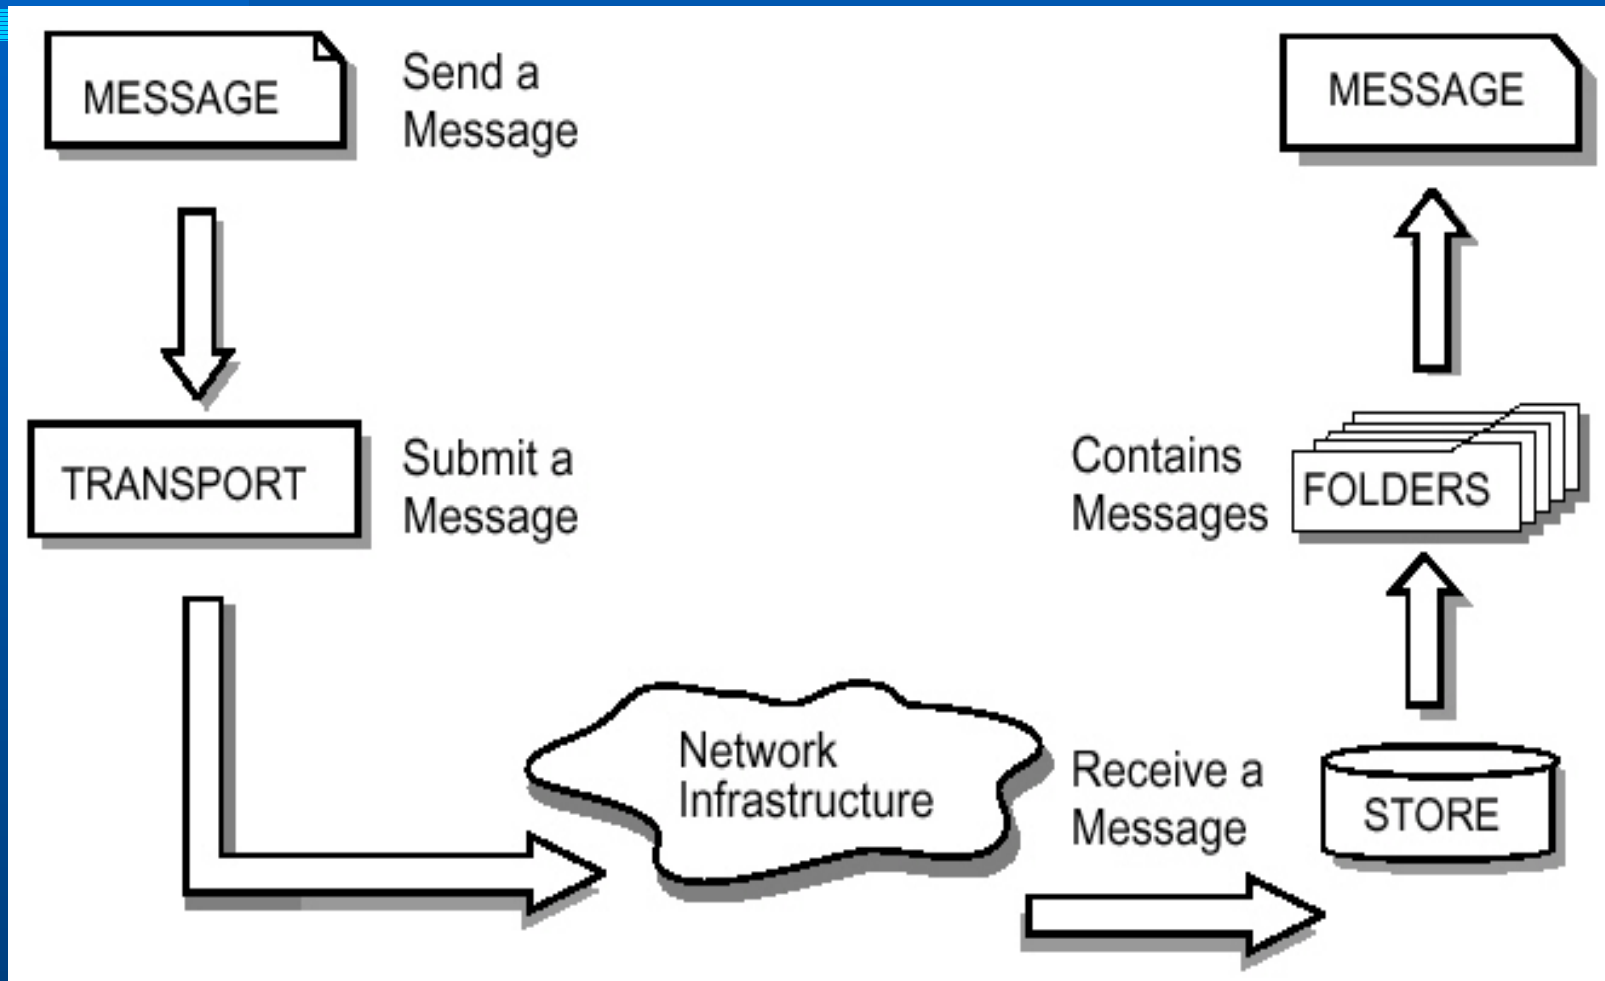 MESSAGE
Send a
Message
TRANSPORT
Submit a
Message
Network
Infrastructure
Receive a
Message
STORE
Contains
Messages
FOLDERS
MESSAGE